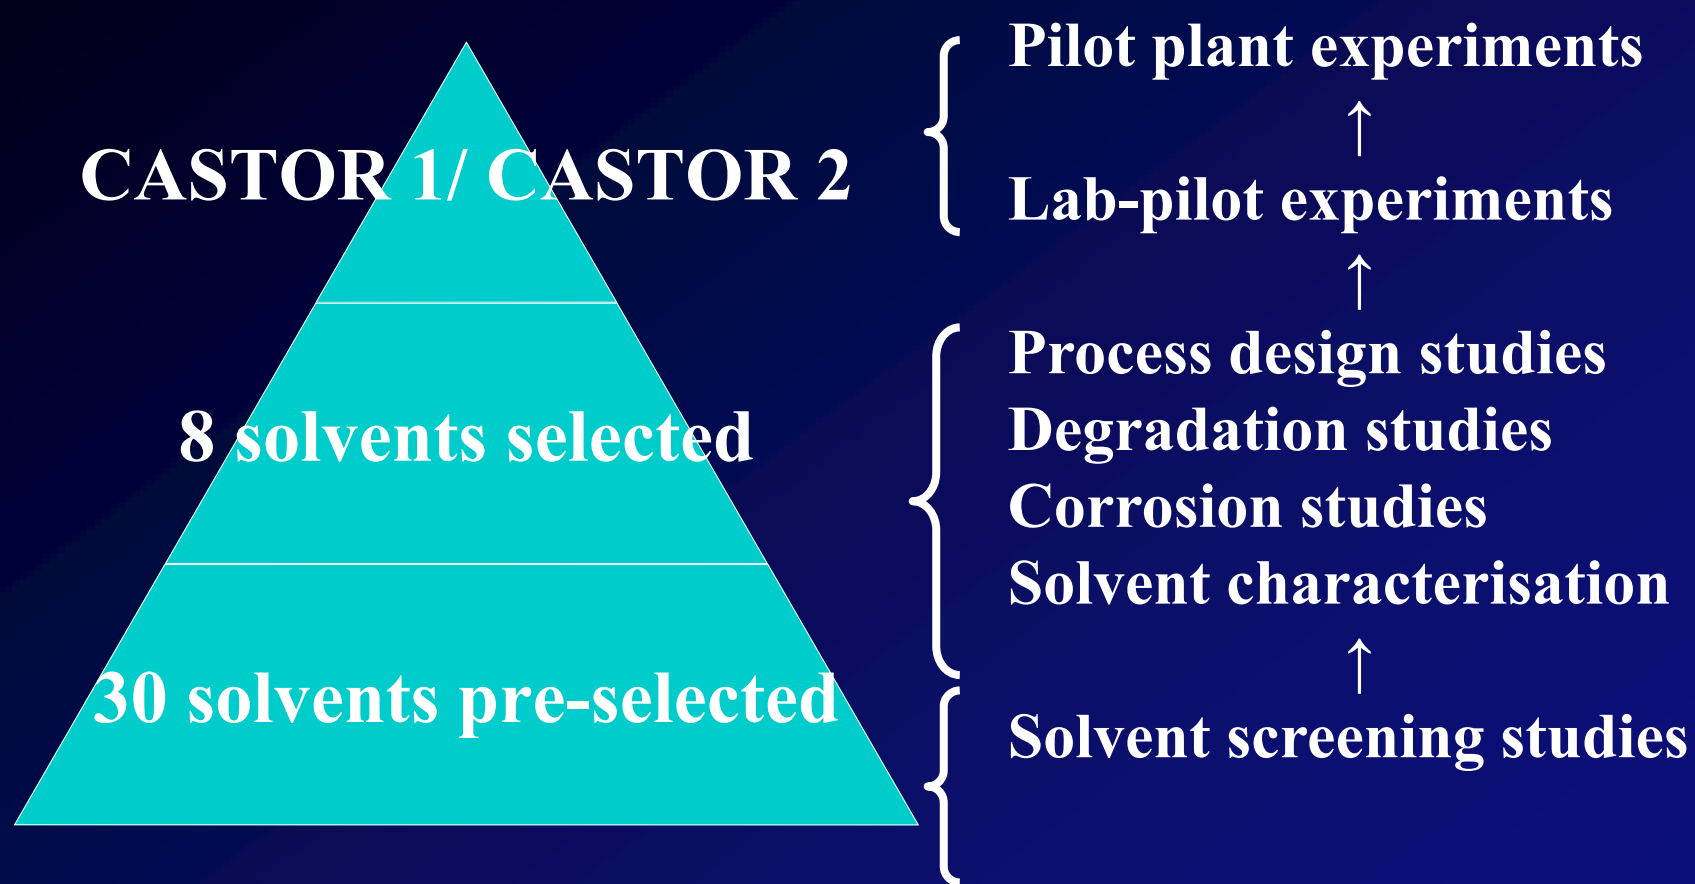 CASTOR 1/ CASTOR 2
8 solvents selected
30 solvents pre-selected
Pilot plant experiments
↑
Lab-pilot experiments
↑
Process design studies
Degradation studies
Corrosion studies
Solvent characterisation
↑
Solvent screening studies